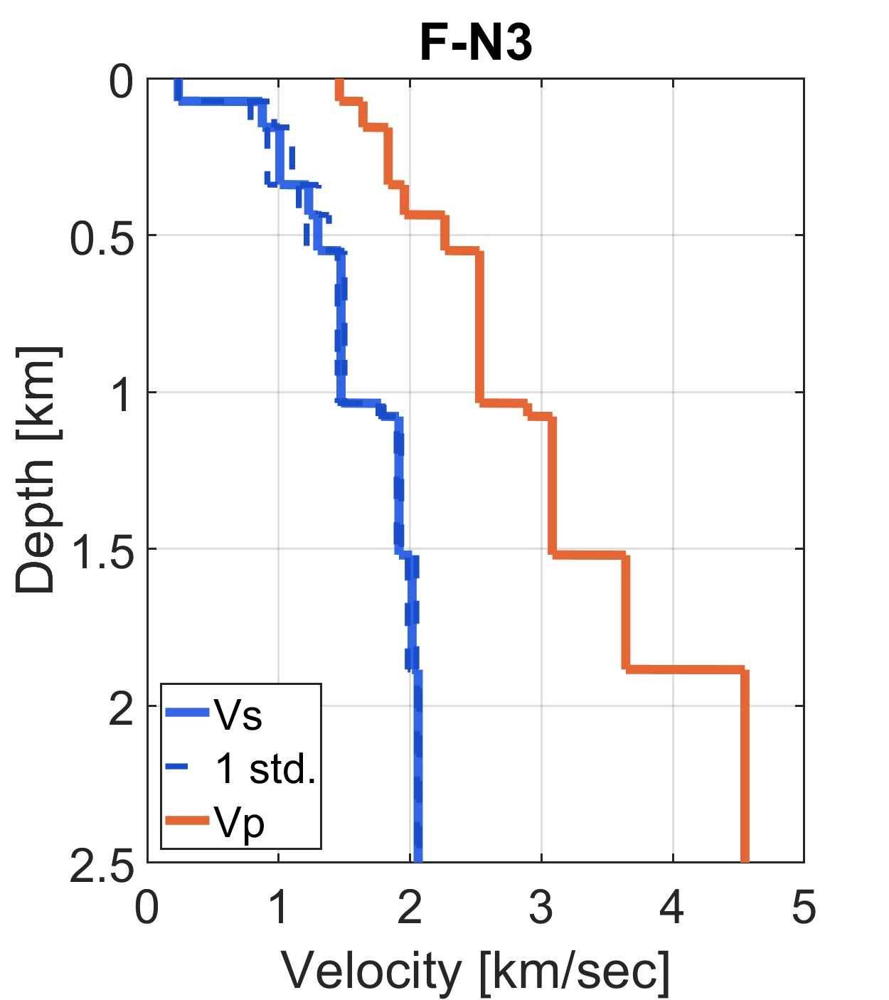 F-N3
0
0.5
1
1.5
2
2.5
Depth [km]
Vs
1 std.
Vp
0 1 2 3 4 5
Velocity [km/sec]